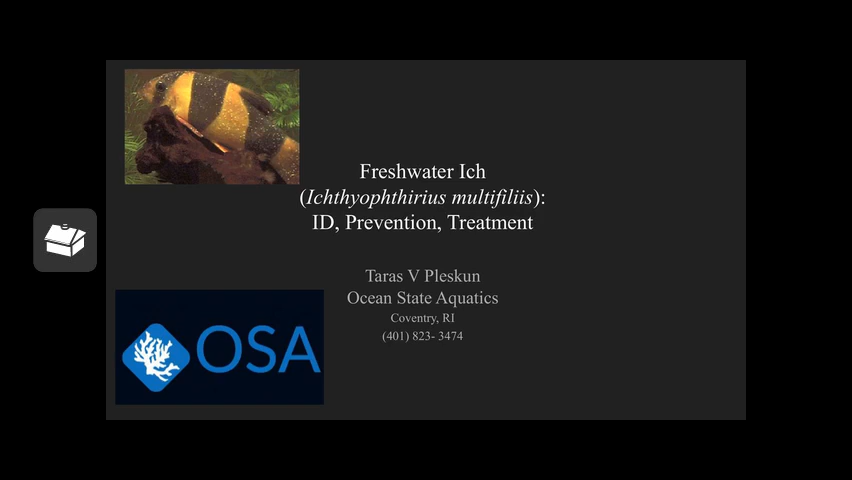 Freshwater Ich
(Ichthyophthirius multifiliis):
ID, Prevention, Treatment
Taras V Pleskun
Ocean State Aquatics
Coventry, RI
(401) 823- 3474
OSA